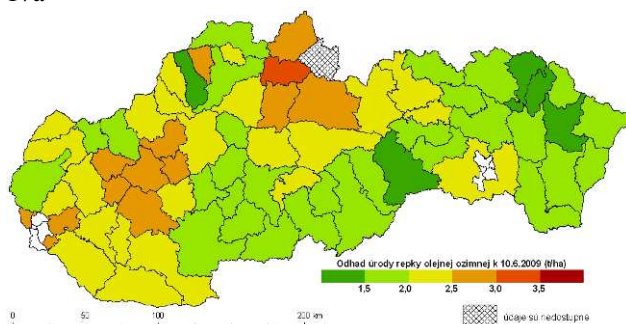 Odhad úrody repky olejnej ozimnej k 10.6.2009 (t/ha)
1,5 2,0 2,5 3,0 3,5
0 50 100 200 km
údaje sú nedostupné